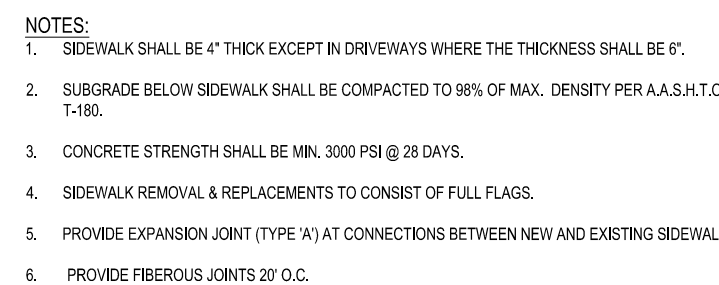 NOTES:
1. SIDEWALK SHALL BE 4" THICK EXCEPT IN DRIVEWAYS WHERE THE THICKNESS SHALL BE 6".
2. SUBGRADE BELOW SIDEWALK SHALL BE COMPACTED TO 98% OF MAX. DENSITY PER A.A.S.H.T.O
T-180.
3. CONCRETE STRENGTH SHALL BE MIN. 3000 PSI @ 28 DAYS.
4. SIDEWALK REMOVAL & REPLACEMENTS TO CONSIST OF FULL FLAGS.
5. PROVIDE EXPANSION JOINT (TYPE 'A') AT CONNECTIONS BETWEEN NEW AND EXISTING SIDEWAL
6. PROVIDE FIBEROUS JOINTS 20' O.C.